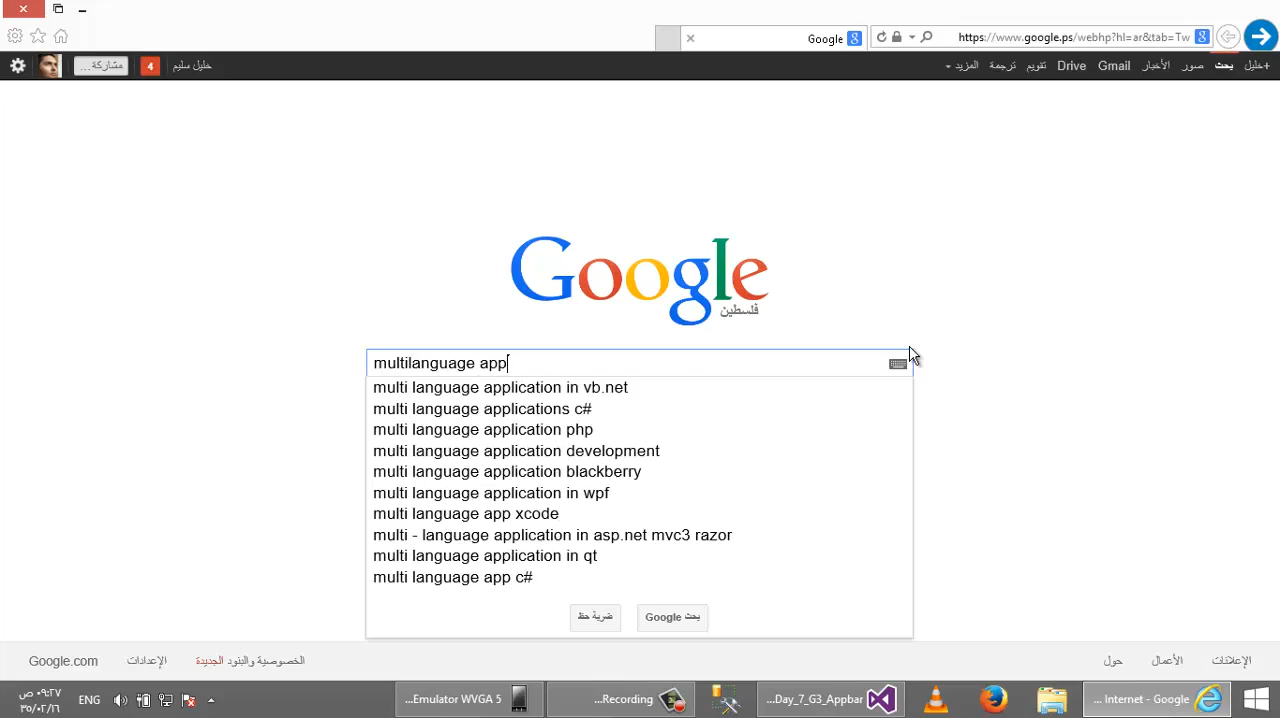 Google
https://www.google.ps/webhp?hl=ar&tab=Tw
+خليل
بحث
صور
الأخبار
Gmail
Drive
تقويم
ترجمة
المزيد
خليل سليم
4
مشاركة...
Google
فلسطين
multilanguage app
multi language application in vb.net
multi language applications c#
multi language application php
multi language application development
multi language application blackberry
multi language application in wpf
multi language app xcode
multi - language application in asp.net mvc3 razor
multi language application in qt
multi language app c#
بحث Google
ضربة حظ
الإعلانات
الأعمال
حول
الخصوصية والبنود الجديدة
الإعدادات
Google.com
... Internet - Google
...Day_7_G3_Appbar
...Recording
...Emulator WVGA 5
ENG
٠٩:٢٧ ص
٣٥/٠٢/١٦